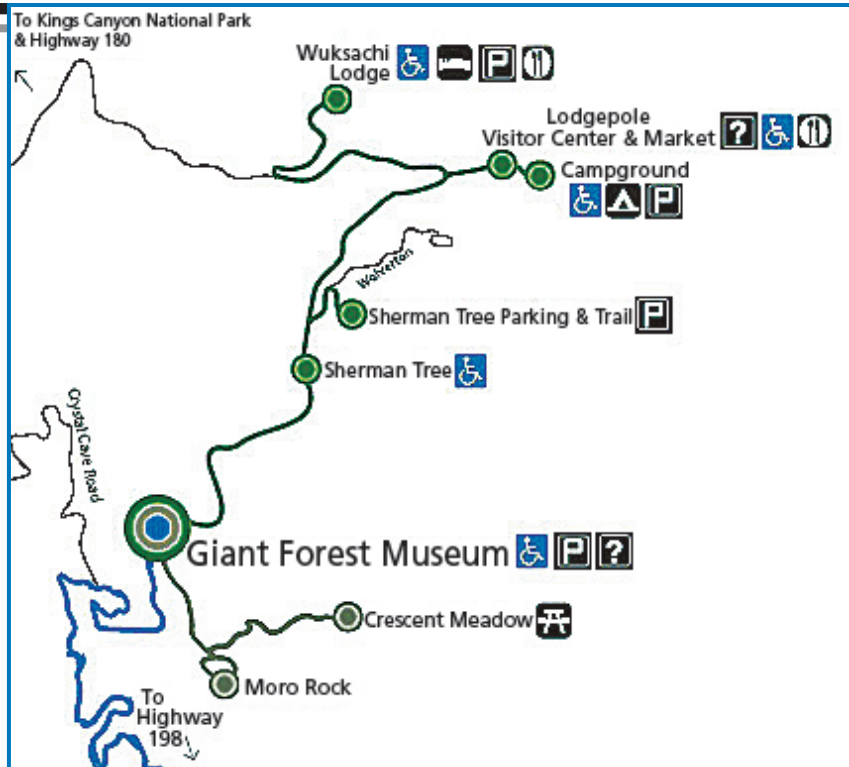 To Kings Canyon National Park
& Highway 180
Wuksachi
Lodge
P
Lodgepole
Visitor Center & Market ?
Campground
P
Wolverton
Sherman Tree Parking & Trail P
Sherman Tree
Crystal Cave Road
Giant Forest Museum P ?
Crescent Meadow
Moro Rock
To
Highway
198